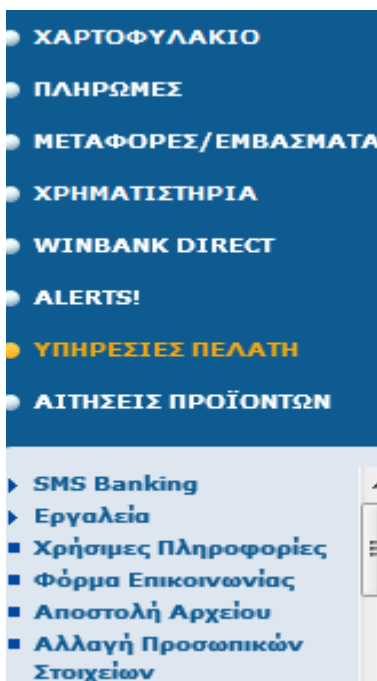 ΧΑΡΤΟΦΥΛΑΚΙΟ
ΠΛΗΡΩΜΕΣ
ΜΕΤΑΦΟΡΕΣ/ΕΜΒΑΣΜΑΤΑ
ΧΡΗΜΑΤΙΣΤΗΡΙΑ
WINBANK DIRECT
ALERTS!
ΥΠΗΡΕΣΙΕΣ ΠΕΛΑΤΗ
ΑΙΤΗΣΕΙΣ ΠΡΟΪΟΝΤΩΝ
SMS Banking
Εργαλεία
Χρήσιμες Πληροφορίες
Φόρμα Επικοινωνίας
Αποστολή Αρχείου
Αλλαγή Προσωπικών
Στοιχείων